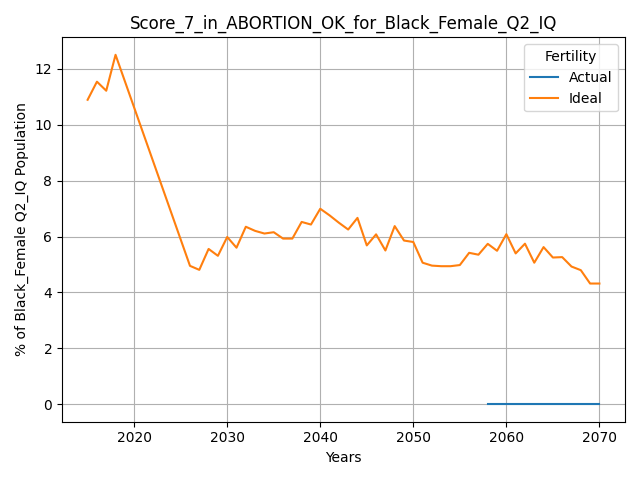 Score_7_in_ABORTION_OK_for_Black_Female_Q2_IQ
% of Black_Female Q2_IQ Population
12
10
8
6
4
2
0
Fertility
Actual
Ideal
2020 2030 2040 2050 2060 2070
Years